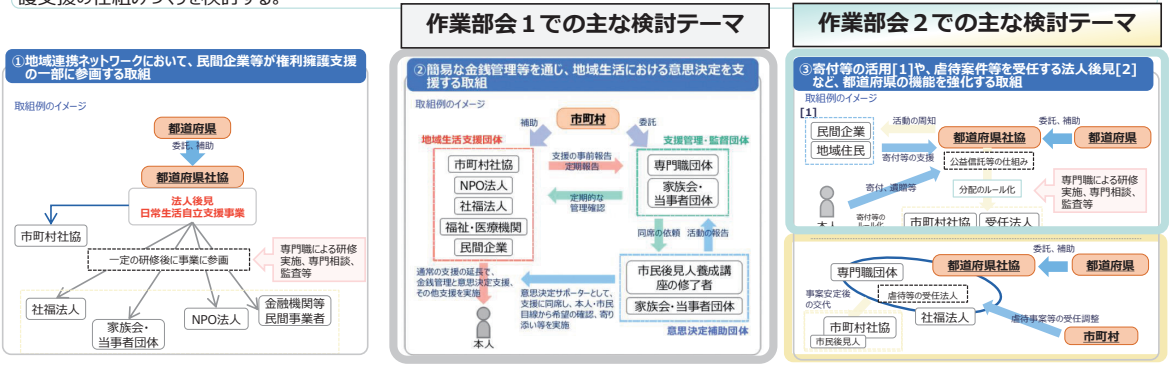 護支援の仕組みづくりを検討する。
作業部会１での主な検討テーマ
作業部会２での主な検討テーマ
①地域連携ネットワークにおいて、民間企業等が権利擁護支援
の一部に参画する取組
取組例のイメージ
都道府県
委託、補助
都道府県社協
法人後見
日常生活自立支援事業
市町村社協
一定の研修後に事業に参画
専門職による研修
実施、専門相談、
監査等
社福法人
家族会・
当事者団体
NPO法人
金融機関等
民間事業者
②簡易な金銭管理等を通じ、地域生活における意思決定を支
援する取組
取組例のイメージ
市町村
補助
委託
地域生活支援団体
支援管理・監督団体
市町村社協
NPO法人
社福法人
福祉・医療機関
民間企業
支援の事前報告
定期報告
定期的な
管理確認
専門職団体
家族会・
当事者団体
同席の依頼
活動の報告
市民後見人養成講
座の修了者
家族会・当事者団体
意思決定補助団体
通常の支援の延長で、
金銭管理と意思決定支援、
その他支援を実施
意思決定サポーターとして、
支援に同席し、本人・市民
目線から希望の確認、寄り
添い等を実施
本人
③寄付等の活用[1]や、虐待案件等を受任する法人後見[2]
など、都道府県の機能を強化する取組
取組例のイメージ
[1]
民間企業
地域住民
活動の周知
寄付等の支援
都道府県社協
委託、補助
都道府県
公益信託等の仕組み
分配のルール化
専門職による研修
実施、専門相談、
監査等
寄付、遺贈等
本人
寄付等の
ルール化
市町村社協
受任法人
委託、補助
専門職団体
都道府県社協
都道府県
虐待等の受任法人
事案安定後
の交代
社福法人
市町村社協
市民後見人
虐待事案等の受任調整
市町村